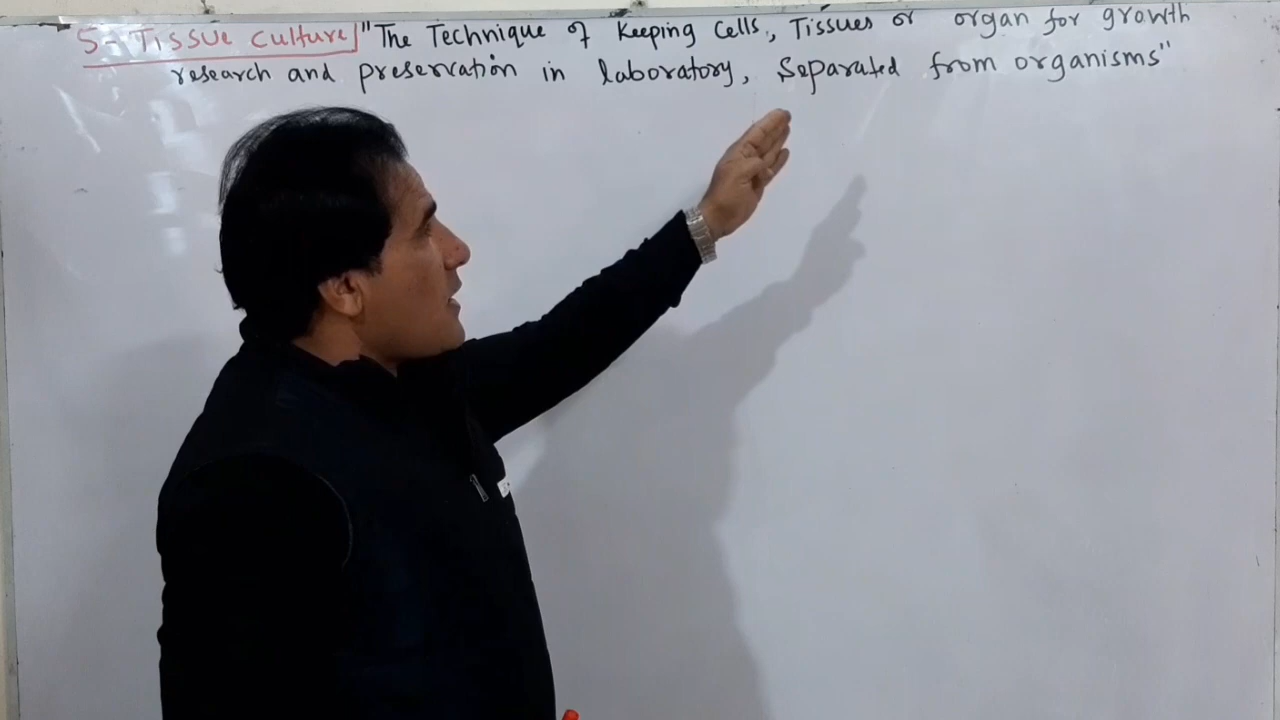 5- Tissue culture "The Technique of Keeping Cells, Tissues or organ for growth
research and preservation in laboratory, separated from organisms"